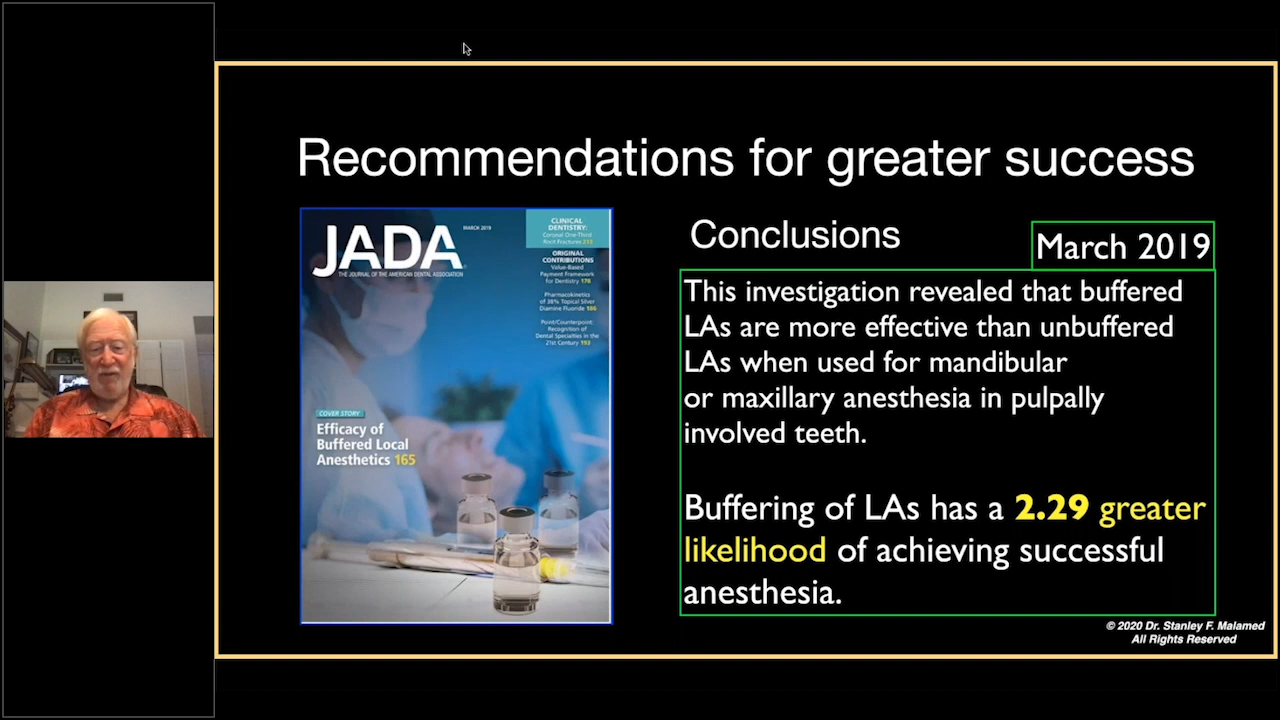 Recommendations for greater success
JADA
MARCH 2019
THE JOURNAL OF THE AMERICAN DENTAL ASSOCIATION
CLINICAL
DENTISTRY:
Coronal One-Third
Root Fractures 213
ORIGINAL
CONTRIBUTIONS
Value-Based
Payment Framework
for Dentistry 178
Pharmacokinetics
of 38% Topical Silver
Diamine Fluoride 186
Point/Counterpoint:
Recognition of
Dental Specialties in the
21st Century 193
COVER STORY
Efficacy of
Buffered Local
Anesthetics 165
Conclusions
March 2019
This investigation revealed that buffered
LAs are more effective than unbuffered
LAs when used for mandibular
or maxillary anesthesia in pulpally
involved teeth.
Buffering of LAs has a 2.29 greater
likelihood of achieving successful
anesthesia.
© 2020 Dr. Stanley F. Malamed
All Rights Reserved